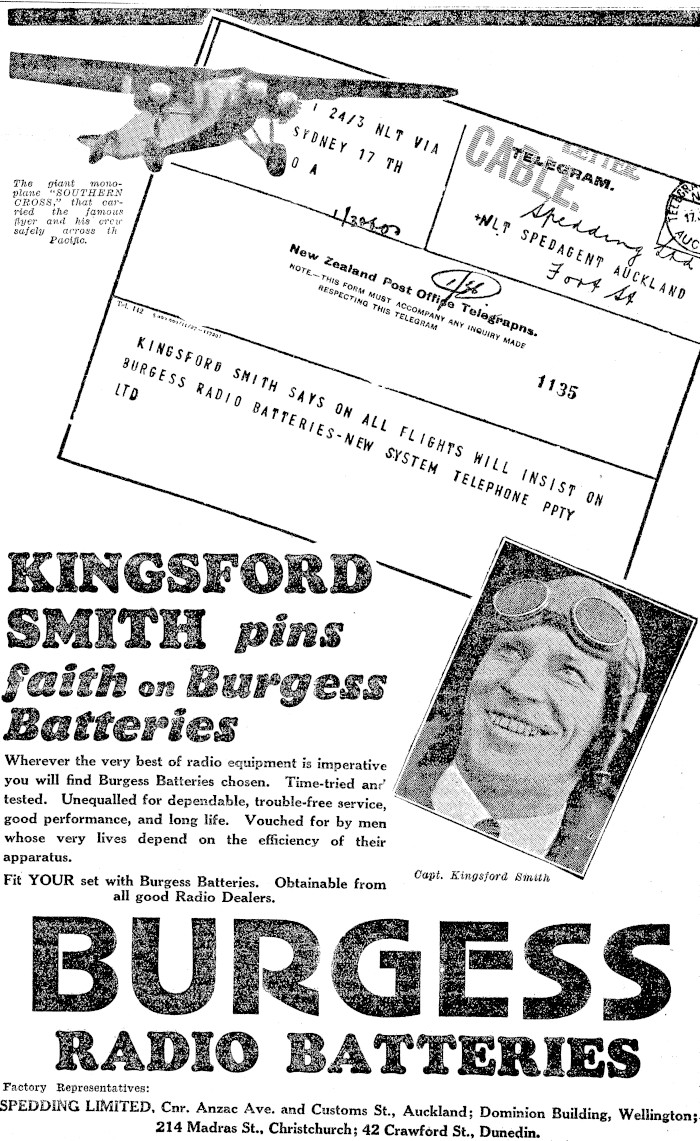 24/3 NLT VIA
SYDNEY 17 TH
O A
LETTER
CABLE.
TELEGRAM.
Spedding Ltd
NLT SPEDAGENT AUCKLAND
Fort St.
The giant mono-
plane "SOUTHERN
CROSS," that car-
ried the famous
flyer and his crew
safely across th
Pacific.
New Zealand Post Office Telegraphs.
NOTE.—THIS FORM MUST ACCOMPANY ANY INQUIRY MADE
RESPECTING THIS TELEGRAM
1135
KINGSFORD SMITH SAYS ON ALL FLIGHTS WILL INSIST ON
BURGESS RADIO BATTERIES-NEW SYSTEM TELEPHONE PPTY
LTD
KINGSFORD
SMITH pins
faith on Burgess
Batteries
Wherever the very best of radio equipment is imperative
you will find Burgess Batteries chosen. Time-tried and
tested. Unequalled for dependable, trouble-free service,
good performance, and long life. Vouched for by men
whose very lives depend on the efficiency of their
apparatus.
Fit YOUR set with Burgess Batteries. Obtainable from
all good Radio Dealers.
Capt. Kingsford Smith
BURGESS
RADIO BATTERIES
Factory Representatives:
SPEDDING LIMITED, Cnr. Anzac Ave. and Customs St., Auckland; Dominion Building, Wellington;
214 Madras St., Christchurch; 42 Crawford St., Dunedin.